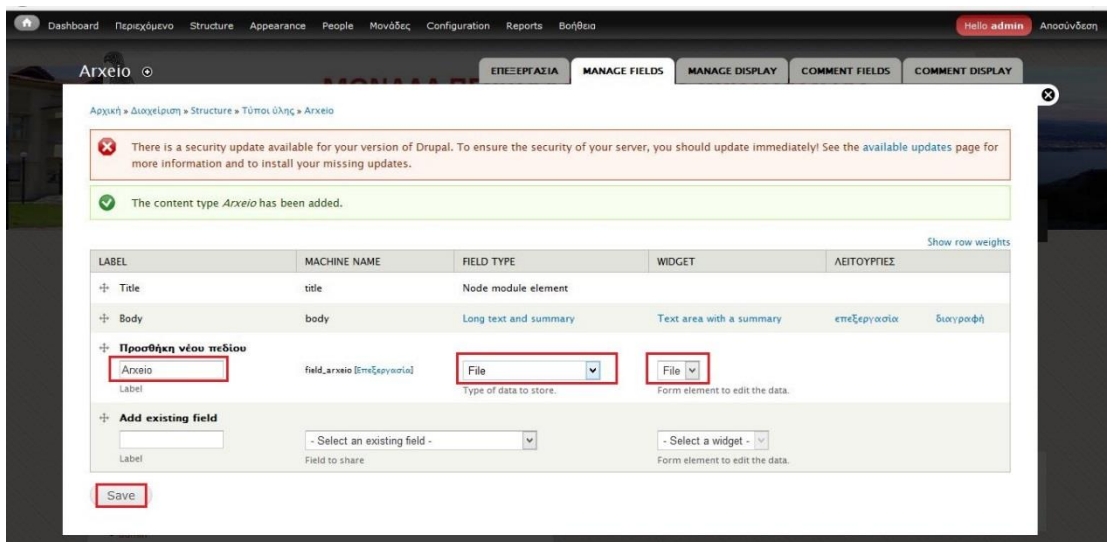 Dashboard Περιεχόμενο Structure Appearance People Μονάδες Configuration Reports Βοήθεια Hello admin Αποσύνδεση
Arxeio ΕΠΕΞΕΡΓΑΣΙΑ MANAGE FIELDS MANAGE DISPLAY COMMENT FIELDS COMMENT DISPLAY
Αρχική » Διαχείριση » Structure » Τύποι ύλης » Arxeio
There is a security update available for your version of Drupal. To ensure the security of your server, you should update immediately! See the available updates page for
more information and to install your missing updates.
The content type Arxeio has been added.
Show row weights
LABEL MACHINE NAME FIELD TYPE WIDGET ΛΕΙΤΟΥΡΓΙΕΣ
Title title Node module element
Body body Long text and summary Text area with a summary επεξεργασία διαγραφή
Προσθήκη νέου πεδίου
Arxeio field_arxeio [Επεξεργασία] File File
Label Type of data to store. Form element to edit the data.
Add existing field
- Select an existing field - - Select a widget -
Label Field to share Form element to edit the data.
Save